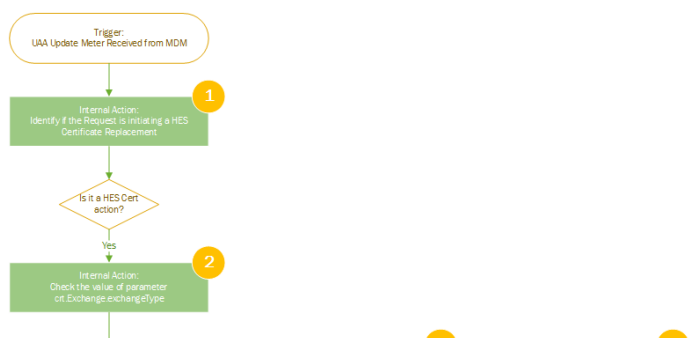 Trigger:
UAA Update Meter Received from MDM
1
Internal Action:
Identify if the Request is initiating a HES
Certificate Replacement
Is it a HES Cert
action?
Yes
2
Internal Action:
Check the value of parameter
crt.Exchange.exchangeType